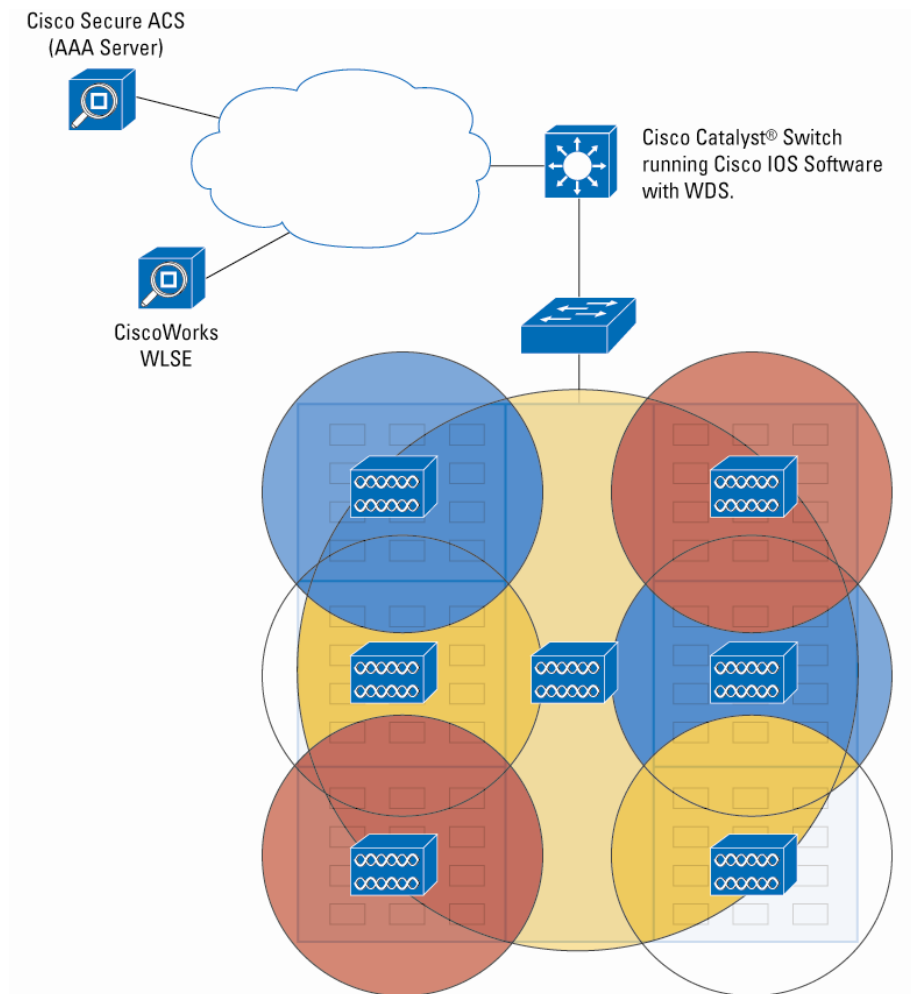 Cisco Secure ACS
(AAA Server)
Cisco Catalyst® Switch
running Cisco IOS Software
with WDS.
CiscoWorks
WLSE